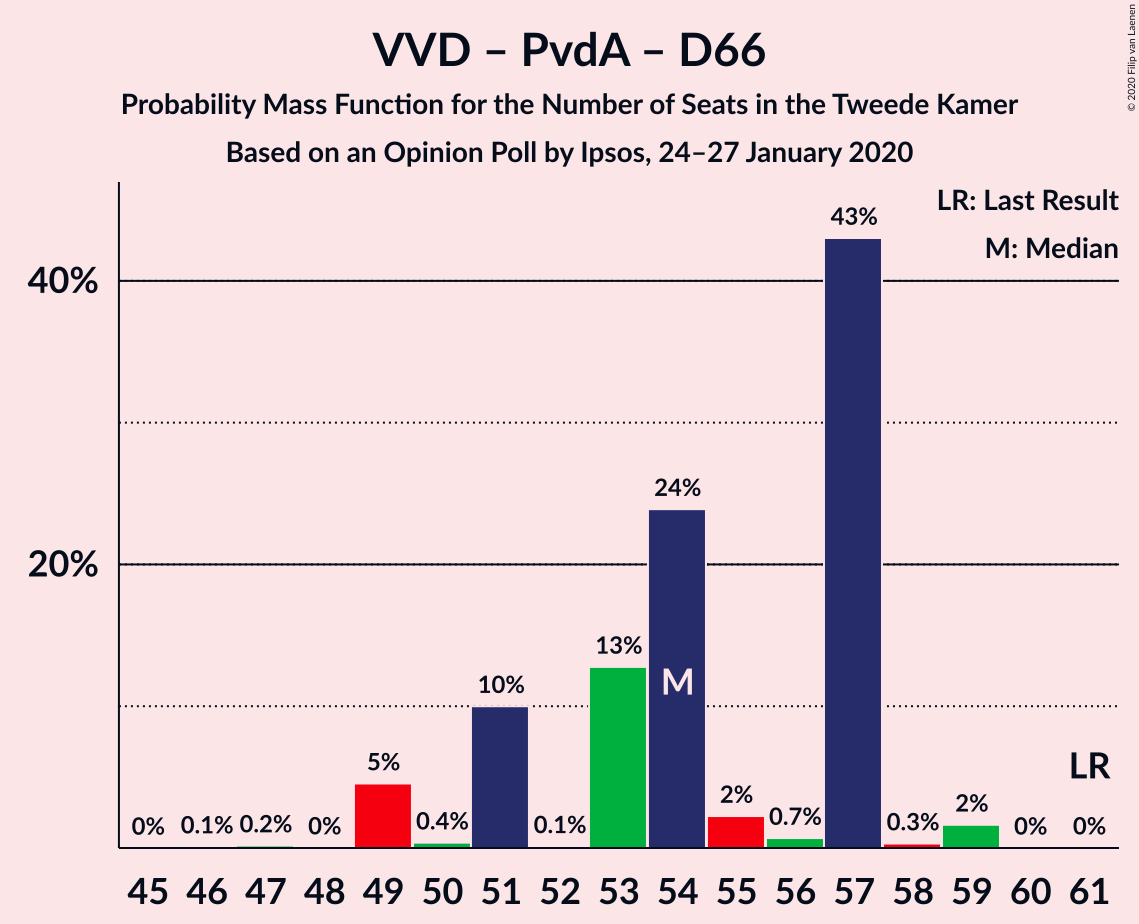 VVD – PvdA – D66
Probability Mass Function for the Number of Seats in the Tweede Kamer
Based on an Opinion Poll by Ipsos, 24–27 January 2020
© 2020 Filip van Laenen
LR: Last Result
M: Median
43%
40%
24%
20%
13%
M
10%
LR
5%
2%
2%
0%
0.1%
0.2%
0%
0.4%
0.1%
0.7%
0.3%
0%
0%
45 46 47 48 49 50 51 52 53 54 55 56 57 58 59 60 61